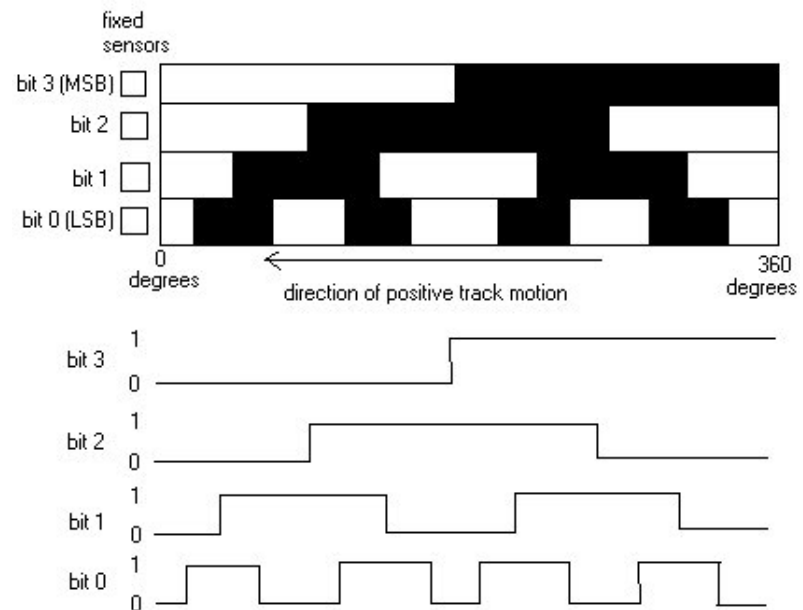 fixed
sensors
bit 3 (MSB)
bit 2
bit 1
bit 0 (LSB)
0
degrees
360
degrees
direction of positive track motion
bit 3
1
0
bit 2
1
0
bit 1
1
0
bit 0
1
0